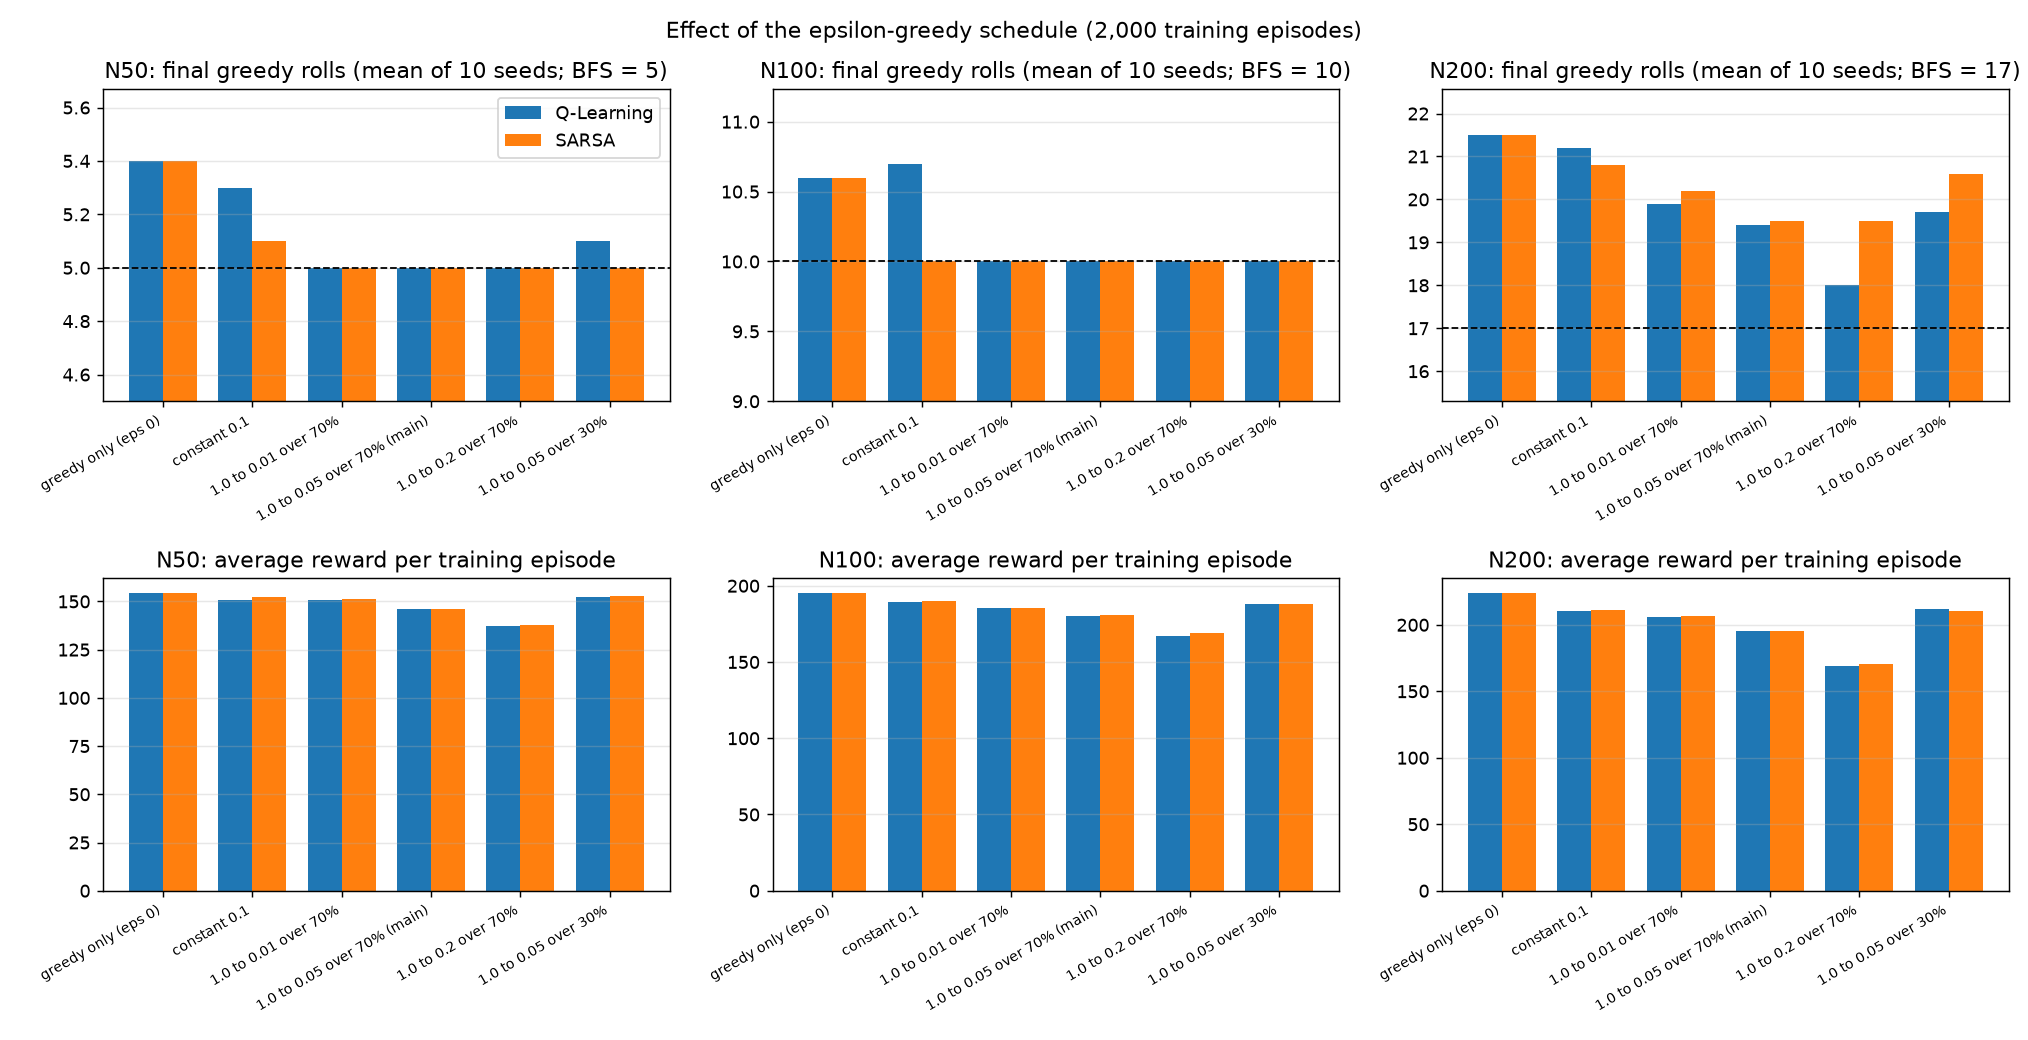 Effect of the epsilon-greedy schedule (2,000 training episodes)
N50: final greedy rolls (mean of 10 seeds; BFS = 5)
5.6
5.4
5.2
5.0
4.8
4.6
Q-Learning
SARSA
greedy only (eps 0)
constant 0.1
1.0 to 0.01 over 70%
1.0 to 0.05 over 70% (main)
1.0 to 0.2 over 70%
1.0 to 0.05 over 30%
N100: final greedy rolls (mean of 10 seeds; BFS = 10)
11.0
10.5
10.0
9.5
9.0
greedy only (eps 0)
constant 0.1
1.0 to 0.01 over 70%
1.0 to 0.05 over 70% (main)
1.0 to 0.2 over 70%
1.0 to 0.05 over 30%
N200: final greedy rolls (mean of 10 seeds; BFS = 17)
22
21
20
19
18
17
16
greedy only (eps 0)
constant 0.1
1.0 to 0.01 over 70%
1.0 to 0.05 over 70% (main)
1.0 to 0.2 over 70%
1.0 to 0.05 over 30%
N50: average reward per training episode
150
125
100
75
50
25
0
greedy only (eps 0)
constant 0.1
1.0 to 0.01 over 70%
1.0 to 0.05 over 70% (main)
1.0 to 0.2 over 70%
1.0 to 0.05 over 30%
N100: average reward per training episode
200
150
100
50
0
greedy only (eps 0)
constant 0.1
1.0 to 0.01 over 70%
1.0 to 0.05 over 70% (main)
1.0 to 0.2 over 70%
1.0 to 0.05 over 30%
N200: average reward per training episode
200
150
100
50
0
greedy only (eps 0)
constant 0.1
1.0 to 0.01 over 70%
1.0 to 0.05 over 70% (main)
1.0 to 0.2 over 70%
1.0 to 0.05 over 30%